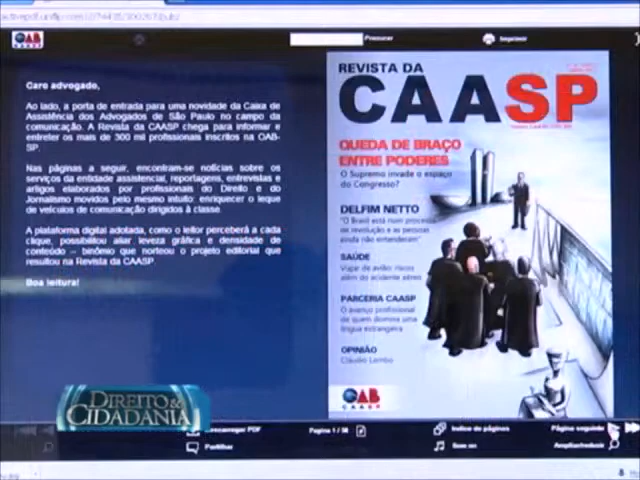 OAB
Procurar
Imprimir
Caro advogado,
Ao lado, a porta de entrada para uma novidade da Caixa de
Assistência dos Advogados de São Paulo no campo da
comunicação. A Revista da CAASP chega para informar e
entreter os mais de 300 mil profissionais inscritos na OAB-
SP.
Nas páginas a seguir, encontram-se notícias sobre os
serviços da entidade assistencial, reportagens, entrevistas e
artigos elaborados por profissionais do Direito e do
Jornalismo movidos pelo mesmo intuito: enriquecer o leque
de veículos de comunicação dirigidos à classe.
A plataforma digital adotada, como o leitor perceberá a cada
clique, possibilitou aliar leveza gráfica e densidade de
conteúdo – binômio que norteou o projeto editorial que
resultou na Revista da CAASP.
Boa leitura!
REVISTA DA
CAASP
QUEDA DE BRAÇO
ENTRE PODERES
O Supremo invade o espaço
do Congresso?
DELFIM NETTO
"O Brasil está num processo
de revolução e as pessoas
ainda não entenderam"
SAÚDE
Viajar de avião: riscos
além do acidente aéreo
PARCERIA CAASP
O avanço profissional
de quem domina uma
língua estrangeira
OPINIÃO
Cláudio Lembo
OAB
CAASP
DIREITO &
CIDADANIA
PDF
Página 1 / 56
Índice de páginas
Página seguinte
Partilhar
Som on
Ampliar/reduzir